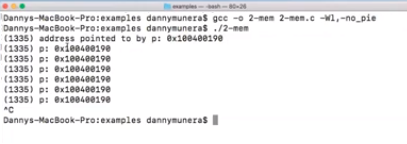 examples — -bash — 80×26
Dannys-MacBook-Pro:examples dannymunera$ gcc -o 2-mem 2-mem.c -Wl,-no_pie
Dannys-MacBook-Pro:examples dannymunera$ ./2-mem
(1335) address pointed to by p: 0x100400190
(1335) p: 0x100400190
(1335) p: 0x100400190
(1335) p: 0x100400190
(1335) p: 0x100400190
(1335) p: 0x100400190
^C
Dannys-MacBook-Pro:examples dannymunera$